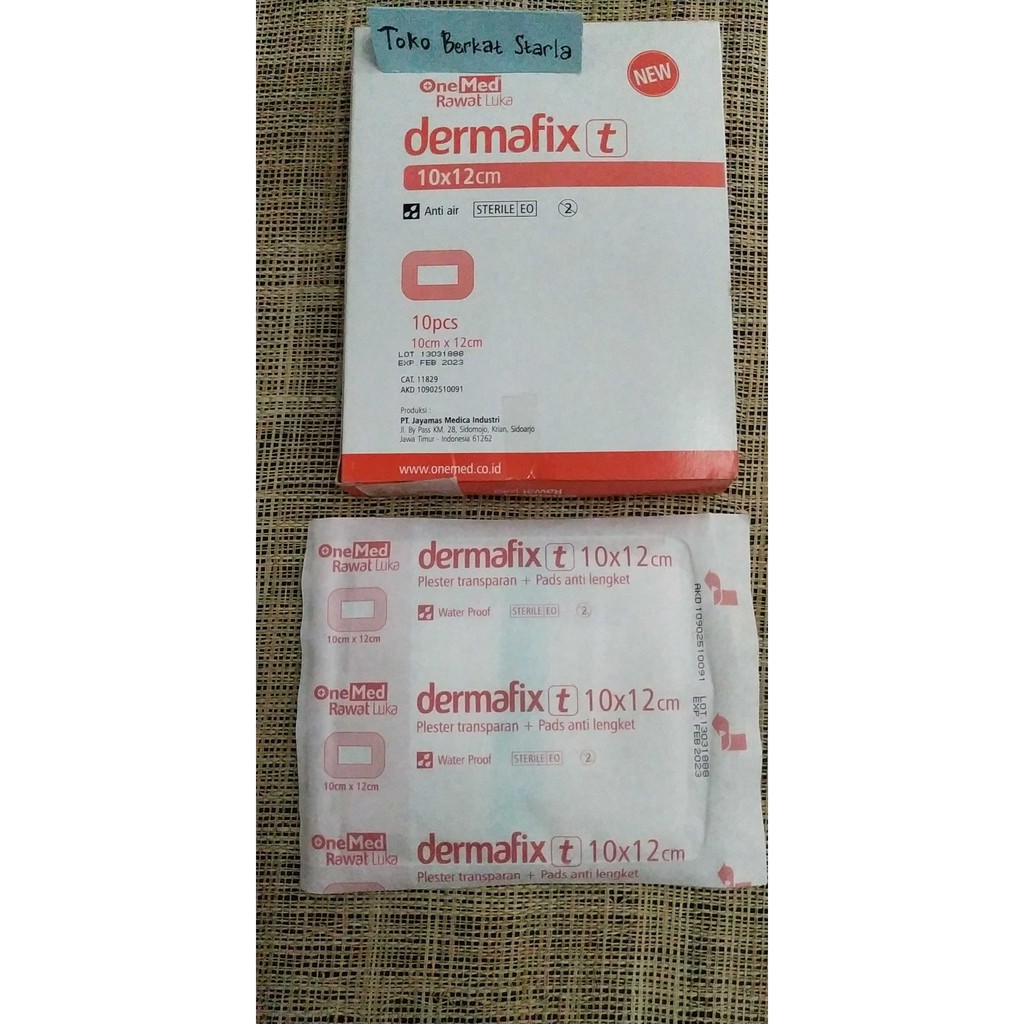 Toko Berkat Starla
OneMed
Rawat Luka
NEW
dermafix t
10x12cm
Anti air STERILE EO 2
10pcs
10cm x 12cm
LOT 13031888
EXP FEB 2023
CAT. 11829
AKD 10902510091
Produksi :
PT. Jayamas Medica Industri
Jl. By Pass KM. 28, Sidomojo, Krian, Sidoarjo
Jawa Timur - Indonesia 61262
www.onemed.co.id
Rawat Luka
OneMed
Rawat Luka
dermafix t 10x12cm
Plester transparan + Pads anti lengket
Water Proof STERILE EO 2
10cm x 12cm
AKD 10902510091 LOT 13031888
EXP FEB 2023
OneMed
Rawat Luka
dermafix t 10x12cm
Plester transparan + Pads anti lengket
Water Proof STERILE EO 2
10cm x 12cm
OneMed
Rawat Luka
dermafix t 10x12cm
Plester transparan + Pads anti lengket